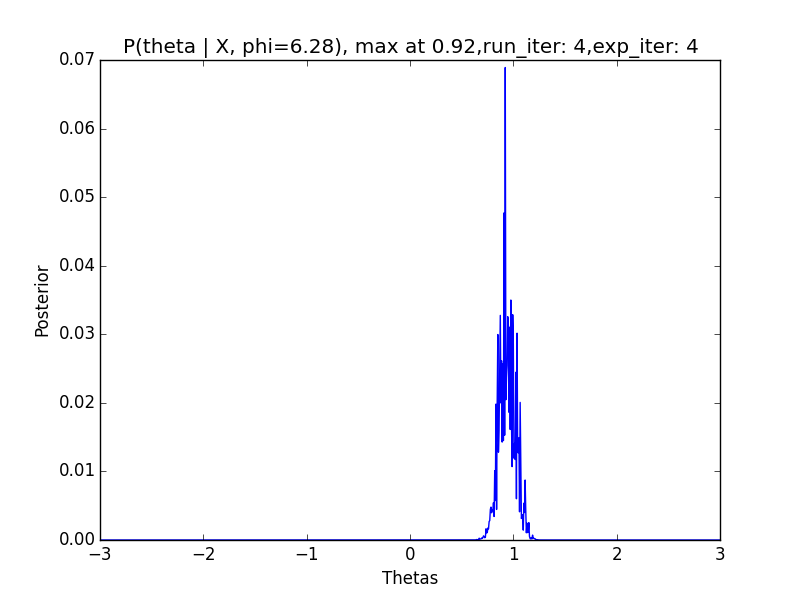 P(theta | X, phi=6.28), max at 0.92,run_iter: 4,exp_iter: 4
0.07
0.06
0.05
0.04
0.03
0.02
0.01
0.00
Posterior
−3 −2 −1 0 1 2 3
Thetas